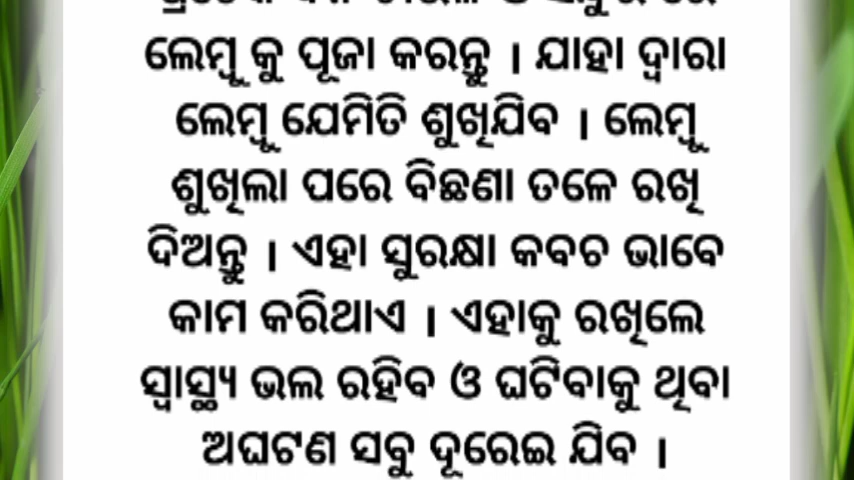 ଲେମ୍ବୁ କୁ ପୂଜା କରନ୍ତୁ । ଯାହା ଦ୍ୱାରା
ଲେମ୍ବୁ ଯେମିତି ଶୁଖିଯିବ । ଲେମ୍ବୁ
ଶୁଖିଲା ପରେ ବିଛଣା ତଳେ ରଖି
ଦିଅନ୍ତୁ । ଏହା ସୁରକ୍ଷା କବଚ ଭାବେ
କାମ କରିଥାଏ । ଏହାକୁ ରଖିଲେ
ସ୍ୱାସ୍ଥ୍ୟ ଭଲ ରହିବ ଓ ଘଟିବାକୁ ଥିବା
ଅଘଟଣ ସବୁ ଦୂରେଇ ଯିବ ।